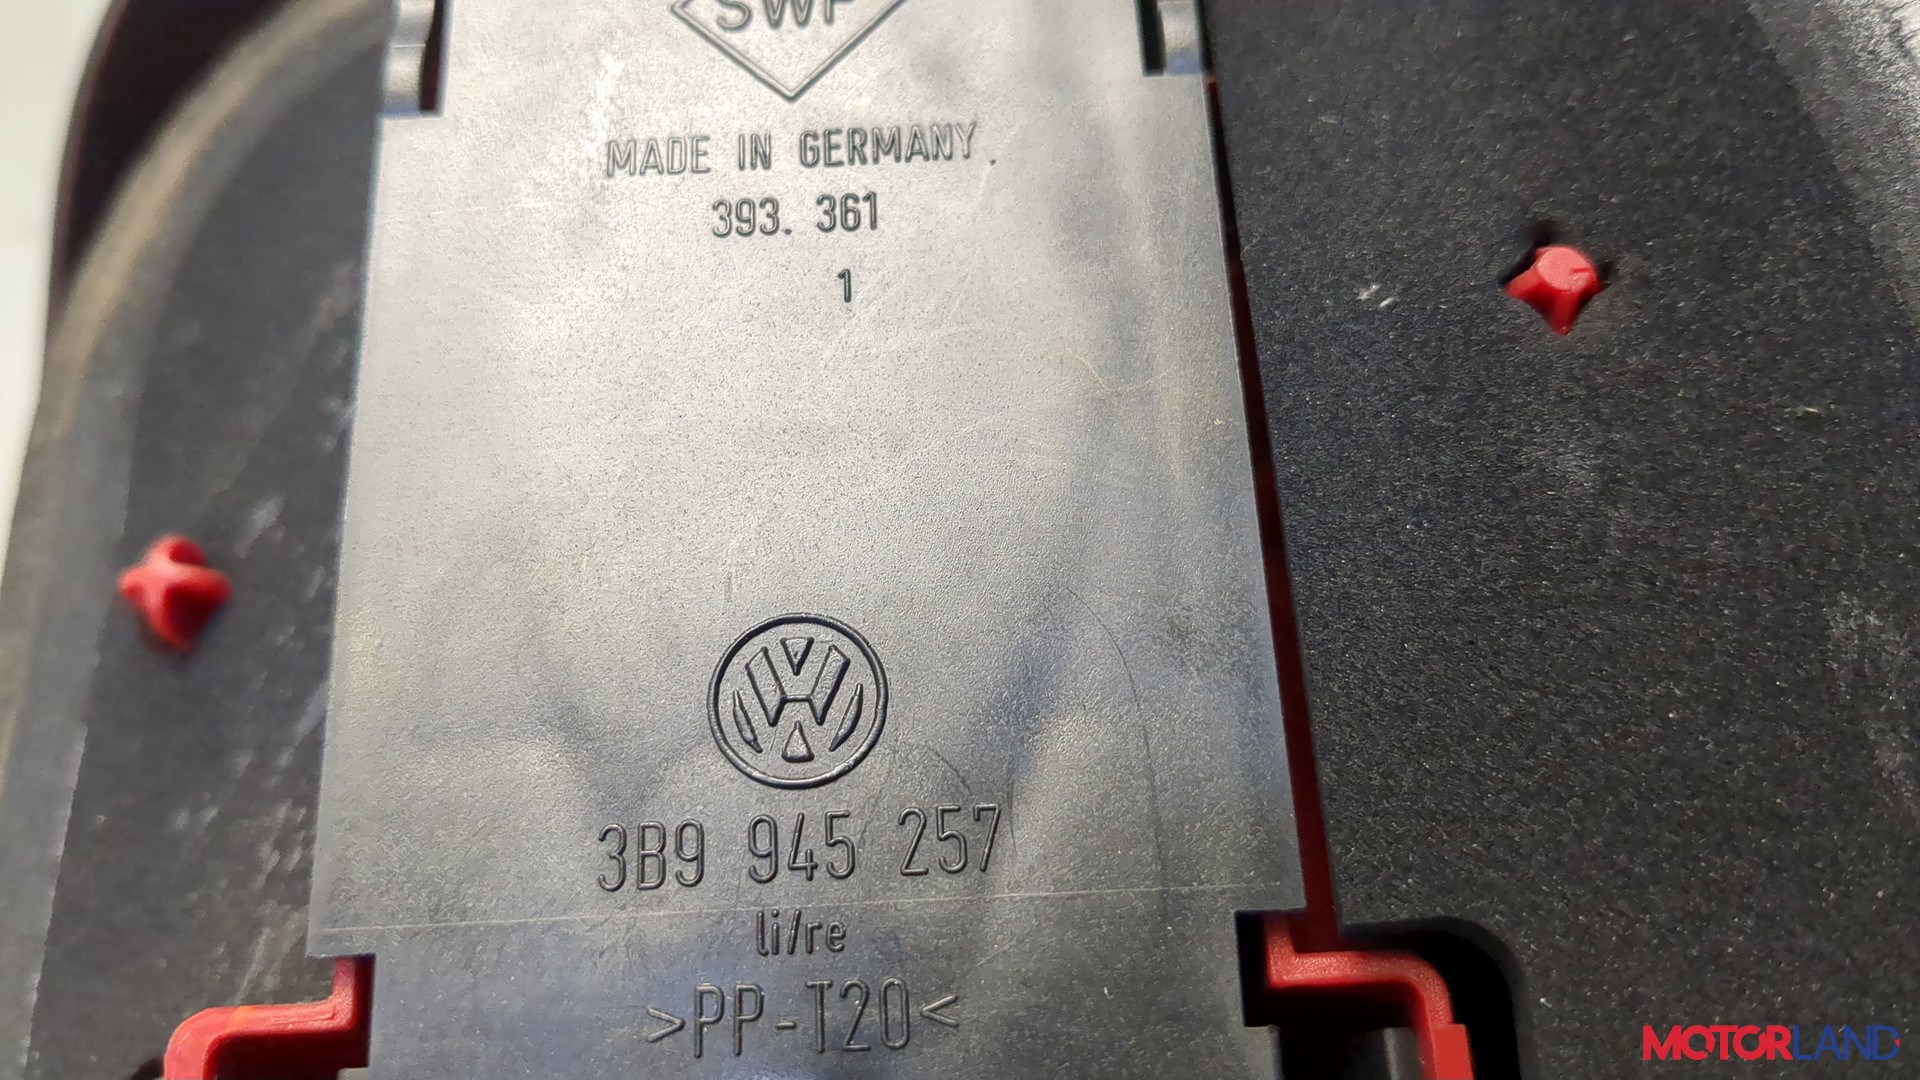 SWF
MADE IN GERMANY.
393. 361
1
3B9 945 257
li/re
>PP-T20<
MOTORLAND